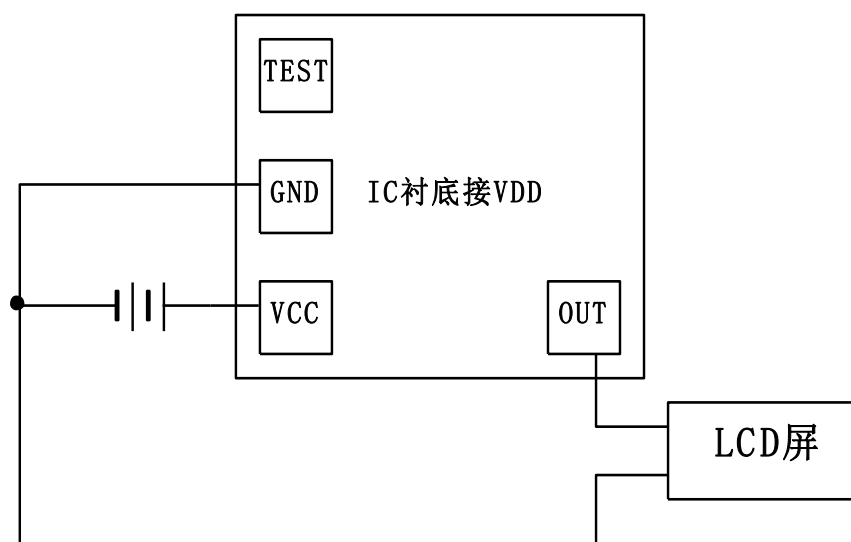 TEST
GND
IC衬底接VDD
VCC
OUT
LCD屏